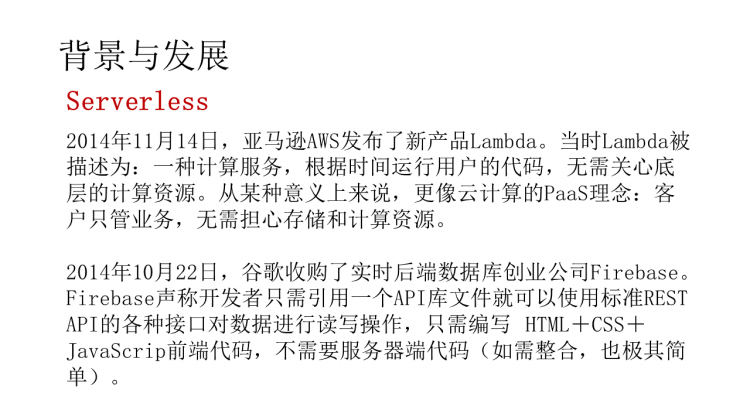 背景与发展
Serverless
2014年11月14日，亚马逊AWS发布了新产品Lambda。当时Lambda被
描述为：一种计算服务，根据时间运行用户的代码，无需关心底
层的计算资源。从某种意义上来说，更像云计算的PaaS理念：客
户只管业务，无需担心存储和计算资源。
2014年10月22日，谷歌收购了实时后端数据库创业公司Firebase。
Firebase声称开发者只需引用一个API库文件就可以使用标准REST
API的各种接口对数据进行读写操作，只需编写 HTML＋CSS＋
JavaScrip前端代码，不需要服务器端代码（如需整合，也极其简
单）。